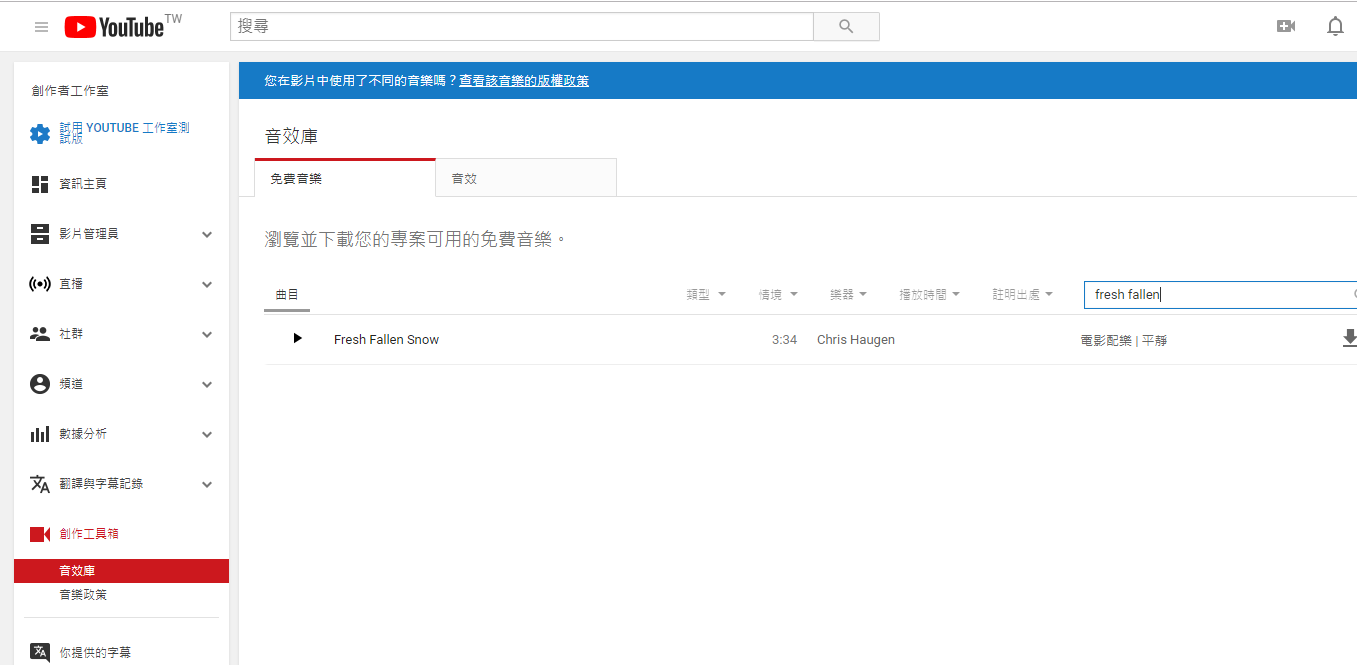 YouTube TW
搜尋
創作者工作室
試用 YOUTUBE 工作室測
試版
資訊主頁
影片管理員
直播
社群
頻道
數據分析
翻譯與字幕記錄
創作工具箱
音效庫
音樂政策
你提供的字幕
您在影片中使用了不同的音樂嗎？查看該音樂的版權政策
音效庫
免費音樂 音效
瀏覽並下載您的專案可用的免費音樂。
曲目 類型 情境 樂器 播放時間 註明出處 fresh fallen
Fresh Fallen Snow 3:34 Chris Haugen 電影配樂 | 平靜